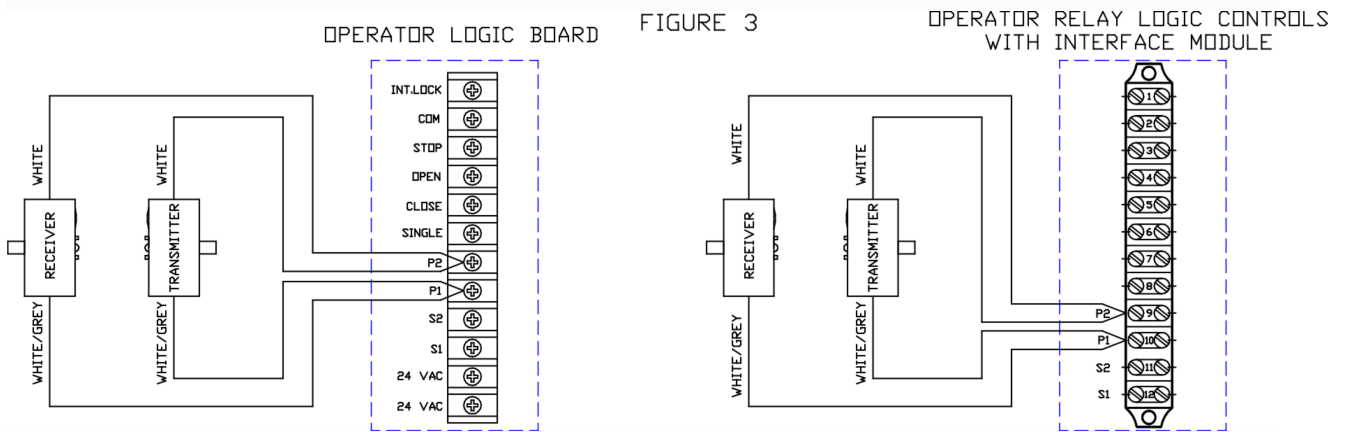 FIGURE 3
OPERATOR LOGIC BOARD
INT.LOCK
COM
STOP
OPEN
CLOSE
SINGLE
P2
P1
S2
S1
24 VAC
24 VAC
WHITE
WHITE
RECEIVER
TRANSMITTER
WHITE/GREY
WHITE/GREY
OPERATOR RELAY LOGIC CONTROLS
WITH INTERFACE MODULE
1
2
3
4
5
6
7
8
P2 9
P1 10
S2 11
S1 12
WHITE
WHITE
RECEIVER
TRANSMITTER
WHITE/GREY
WHITE/GREY